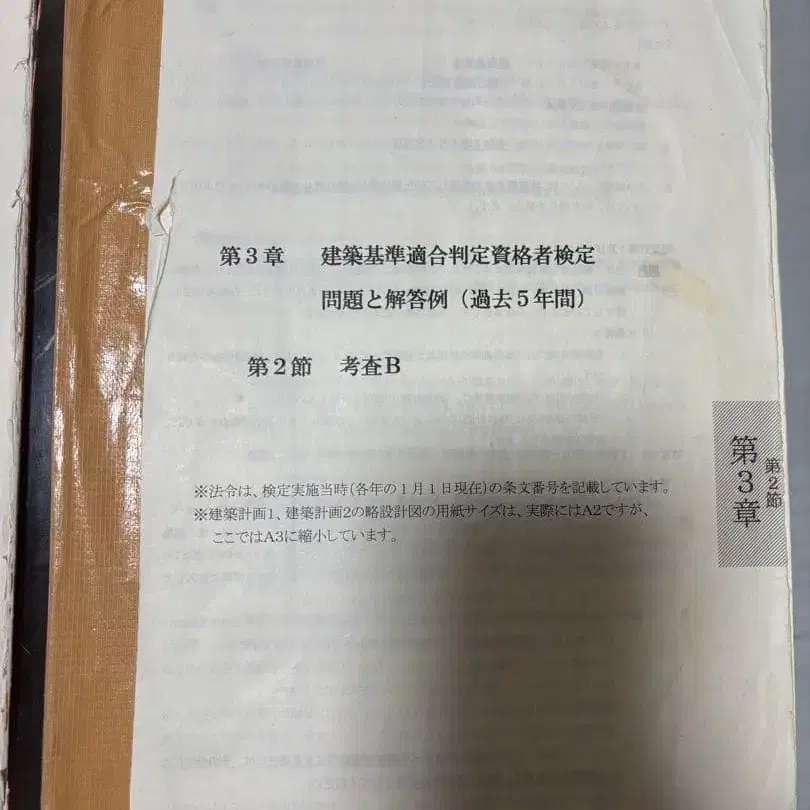 第3章 建築基準適合判定資格者検定
問題と解答例（過去5年間）
第2節 考査B
※法令は、検定実施当時（各年の1月1日現在）の条文番号を記載しています。
※建築計画1、建築計画2の略設計図の用紙サイズは、実際にはA2ですが、
ここではA3に縮小しています。
第2節
第3章